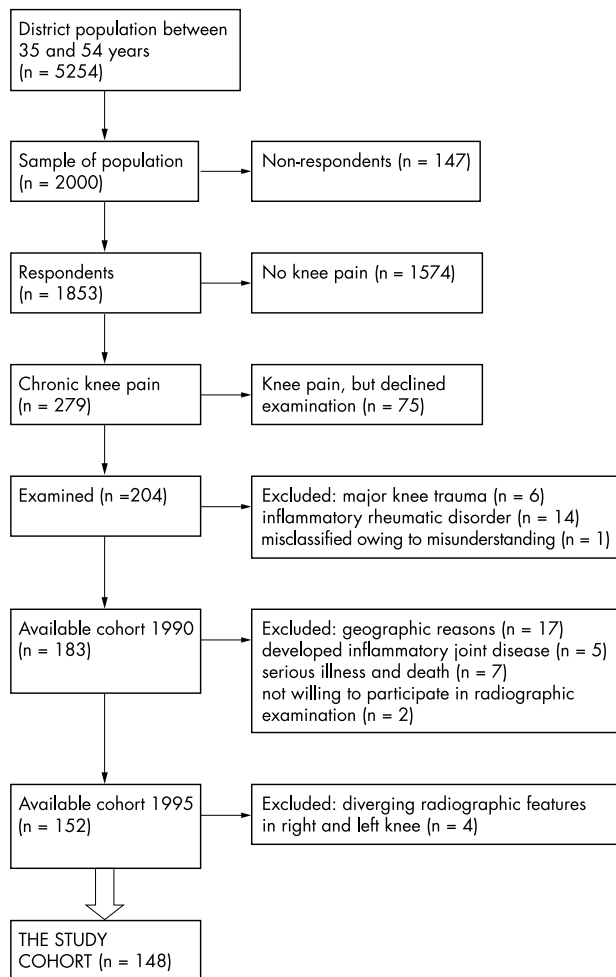 District population between
35 and 54 years
(n = 5254)
Sample of population
(n = 2000)
Non-respondents (n = 147)
Respondents
(n = 1853)
No knee pain (n = 1574)
Chronic knee pain
(n = 279)
Knee pain, but declined
examination (n = 75)
Examined (n =204)
Excluded: major knee trauma (n = 6)
inflammatory rheumatic disorder (n = 14)
misclassified owing to misunderstanding (n = 1)
Available cohort 1990
(n = 183)
Excluded: geographic reasons (n = 17)
developed inflammatory joint disease (n = 5)
serious illness and death (n = 7)
not willing to participate in radiographic
examination (n = 2)
Available cohort 1995
(n = 152)
Excluded: diverging radiographic features
in right and left knee (n = 4)
THE STUDY
COHORT (n = 148)